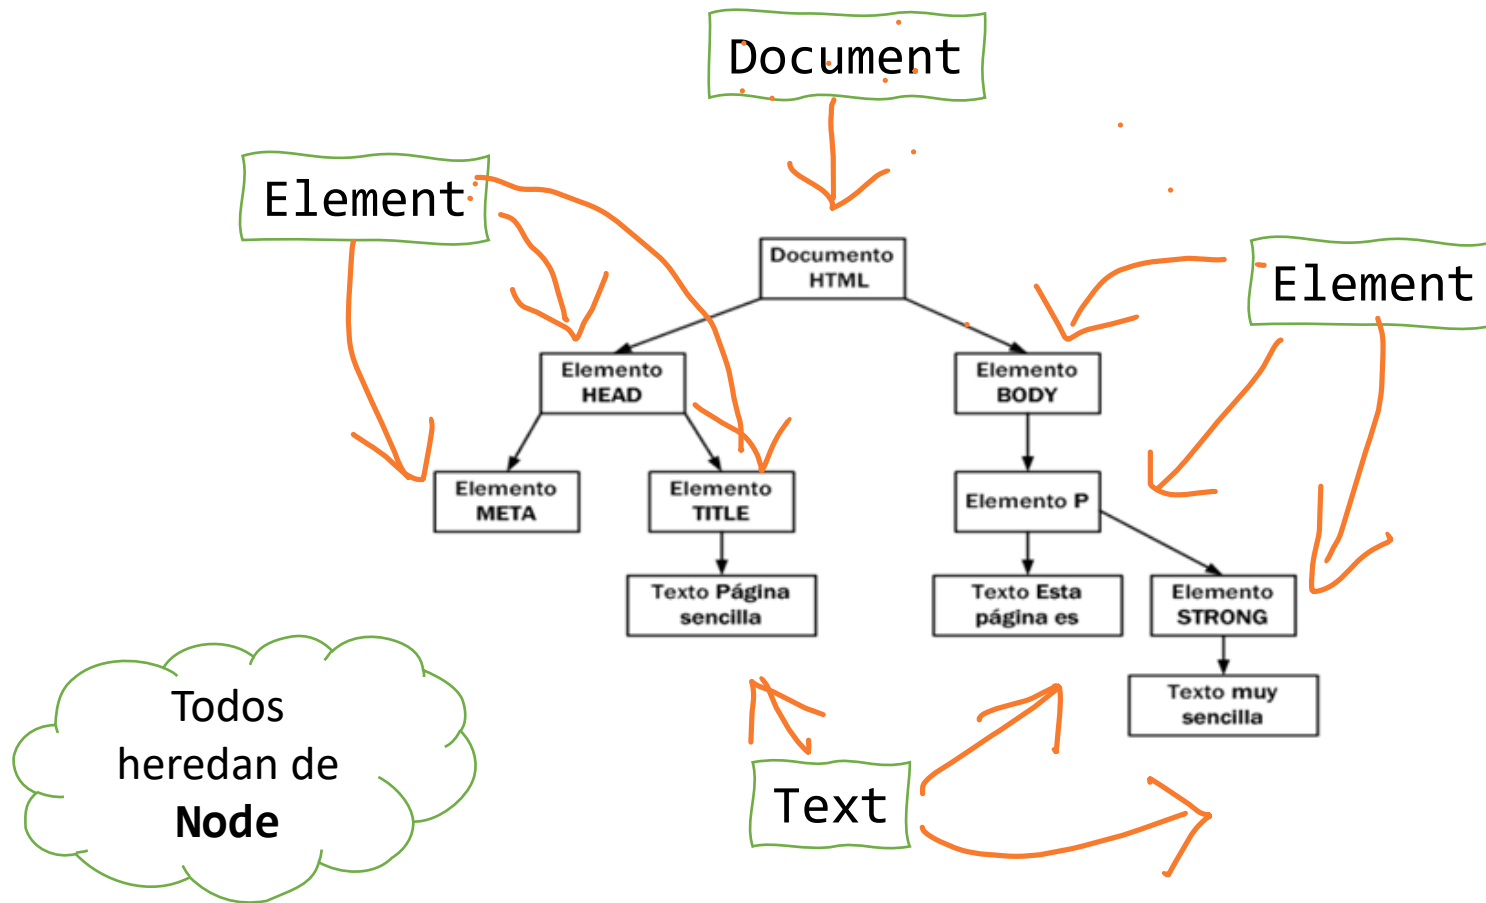 Document
Element
Element
Documento
HTML
Elemento
HEAD
Elemento
BODY
Elemento
META
Elemento
TITLE
Elemento P
Texto Página
sencilla
Texto Esta
página es
Elemento
STRONG
Texto muy
sencilla
Todos
heredan de
Node
Text